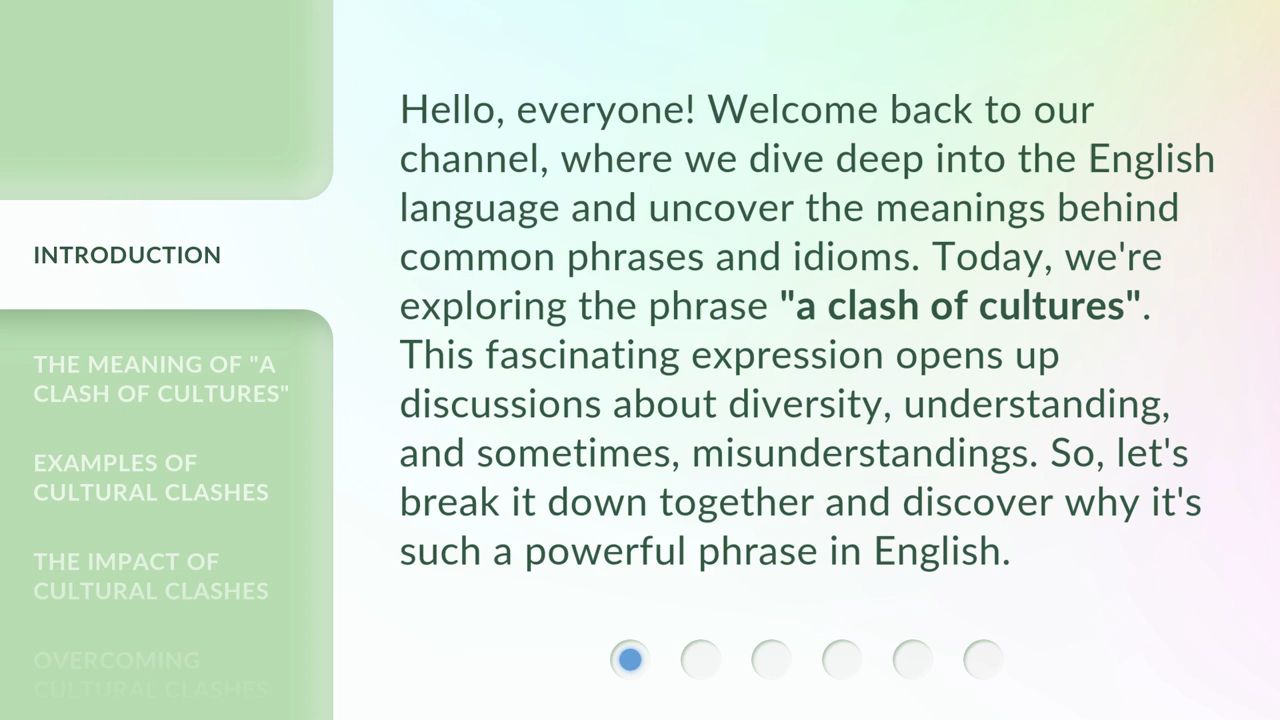 INTRODUCTION
THE MEANING OF "A
CLASH OF CULTURES"
EXAMPLES OF
CULTURAL CLASHES
THE IMPACT OF
CULTURAL CLASHES
OVERCOMING
CULTURAL CLASHES
Hello, everyone! Welcome back to our
channel, where we dive deep into the English
language and uncover the meanings behind
common phrases and idioms. Today, we're
exploring the phrase "a clash of cultures".
This fascinating expression opens up
discussions about diversity, understanding,
and sometimes, misunderstandings. So, let's
break it down together and discover why it's
such a powerful phrase in English.